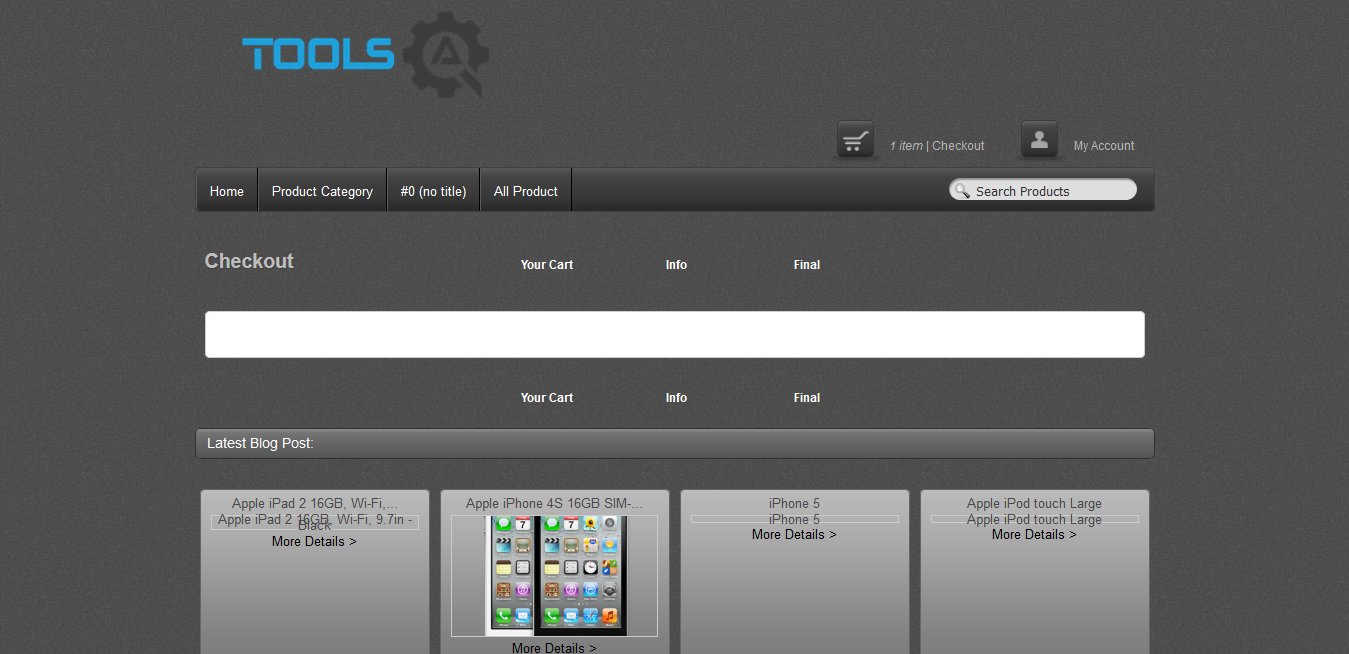 TOOLS QA
1 item | Checkout
My Account
Home
Product Category
#0 (no title)
All Product
Search Products
Checkout
Your Cart
Info
Final
Your Cart
Info
Final
Latest Blog Post:
Apple iPad 2 16GB, Wi-Fi,...
Apple iPad 2 16GB, Wi-Fi, 9.7in -
Black
More Details >
Apple iPhone 4S 16GB SIM-...
More Details >
iPhone 5
iPhone 5
More Details >
Apple iPod touch Large
Apple iPod touch Large
More Details >